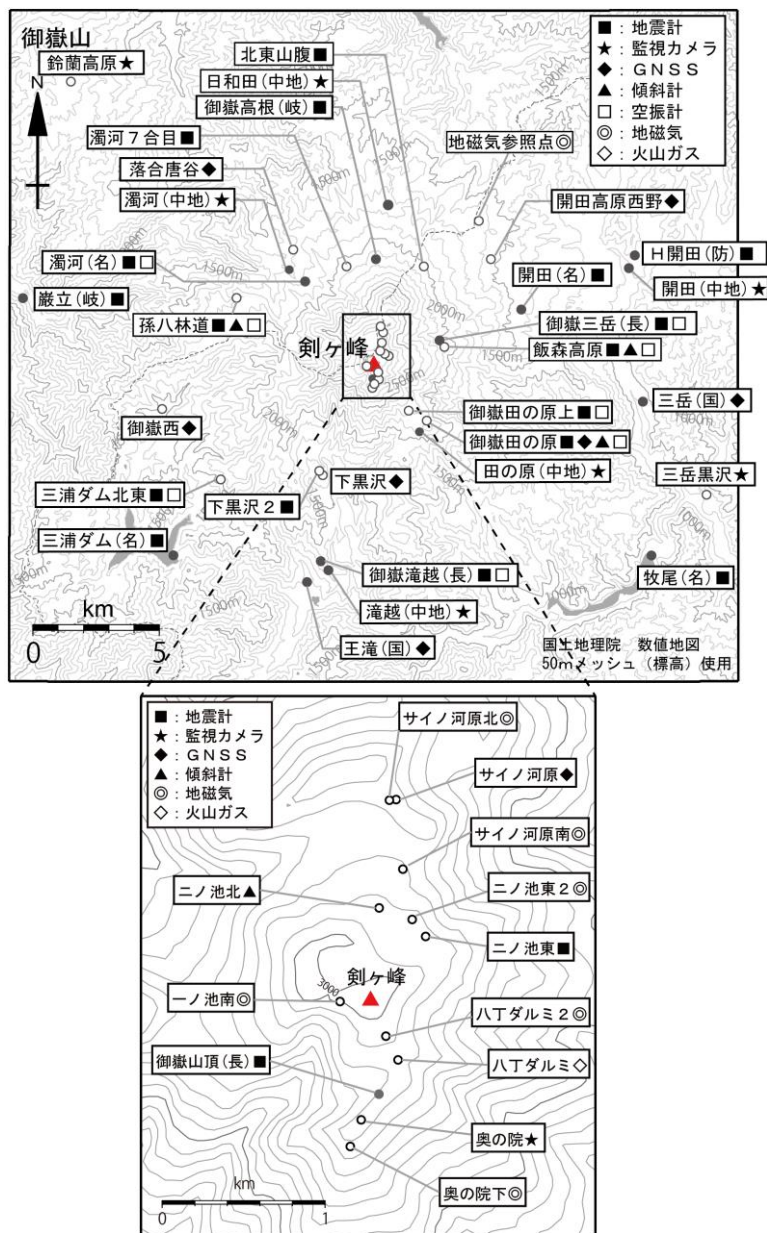 御嶽山
鈴蘭高原★
N
北東山腹■
日和田(中地)★
御嶽高根(岐)■
濁河7合目■
落合唐谷◆
濁河(中地)★
濁河(名)■□
巌立(岐)■
孫八林道■▲□
地磁気参照点◎
開田高原西野◆
■:地震計
★:監視カメラ
◆:GNSS
▲:傾斜計
□:空振計
◎:地磁気
◇:火山ガス
H開田(防)■
開田(中地)★
開田(名)■
御嶽三岳(長)■□
飯森高原■▲□
剣ヶ峰
三岳(国)◆
御嶽田の原上■□
御嶽田の原■◆▲□
田の原(中地)★
三岳黒沢★
御嶽西◆
三浦ダム北東■□
三浦ダム(名)■
下黒沢◆
下黒沢2■
御嶽滝越(長)■□
滝越(中地)★
王滝(国)◆
牧尾(名)■
1500m
1500m
1500m
1500m
2000m
1500m
2500m
2000m
1000m
1500m
1000m
1000m
1500m
km
0 5
国土地理院 数値地図
50mメッシュ(標高)使用
■:地震計
★:監視カメラ
◆:GNSS
▲:傾斜計
◎:地磁気
◇:火山ガス
サイノ河原北◎
サイノ河原◆
サイノ河原南◎
二ノ池北▲
二ノ池東2◎
二ノ池東■
剣ヶ峰
3000
一ノ池南◎
八丁ダルミ2◎
八丁ダルミ◇
御嶽山頂(長)■
奥の院★
奥の院下◎
km
0 1